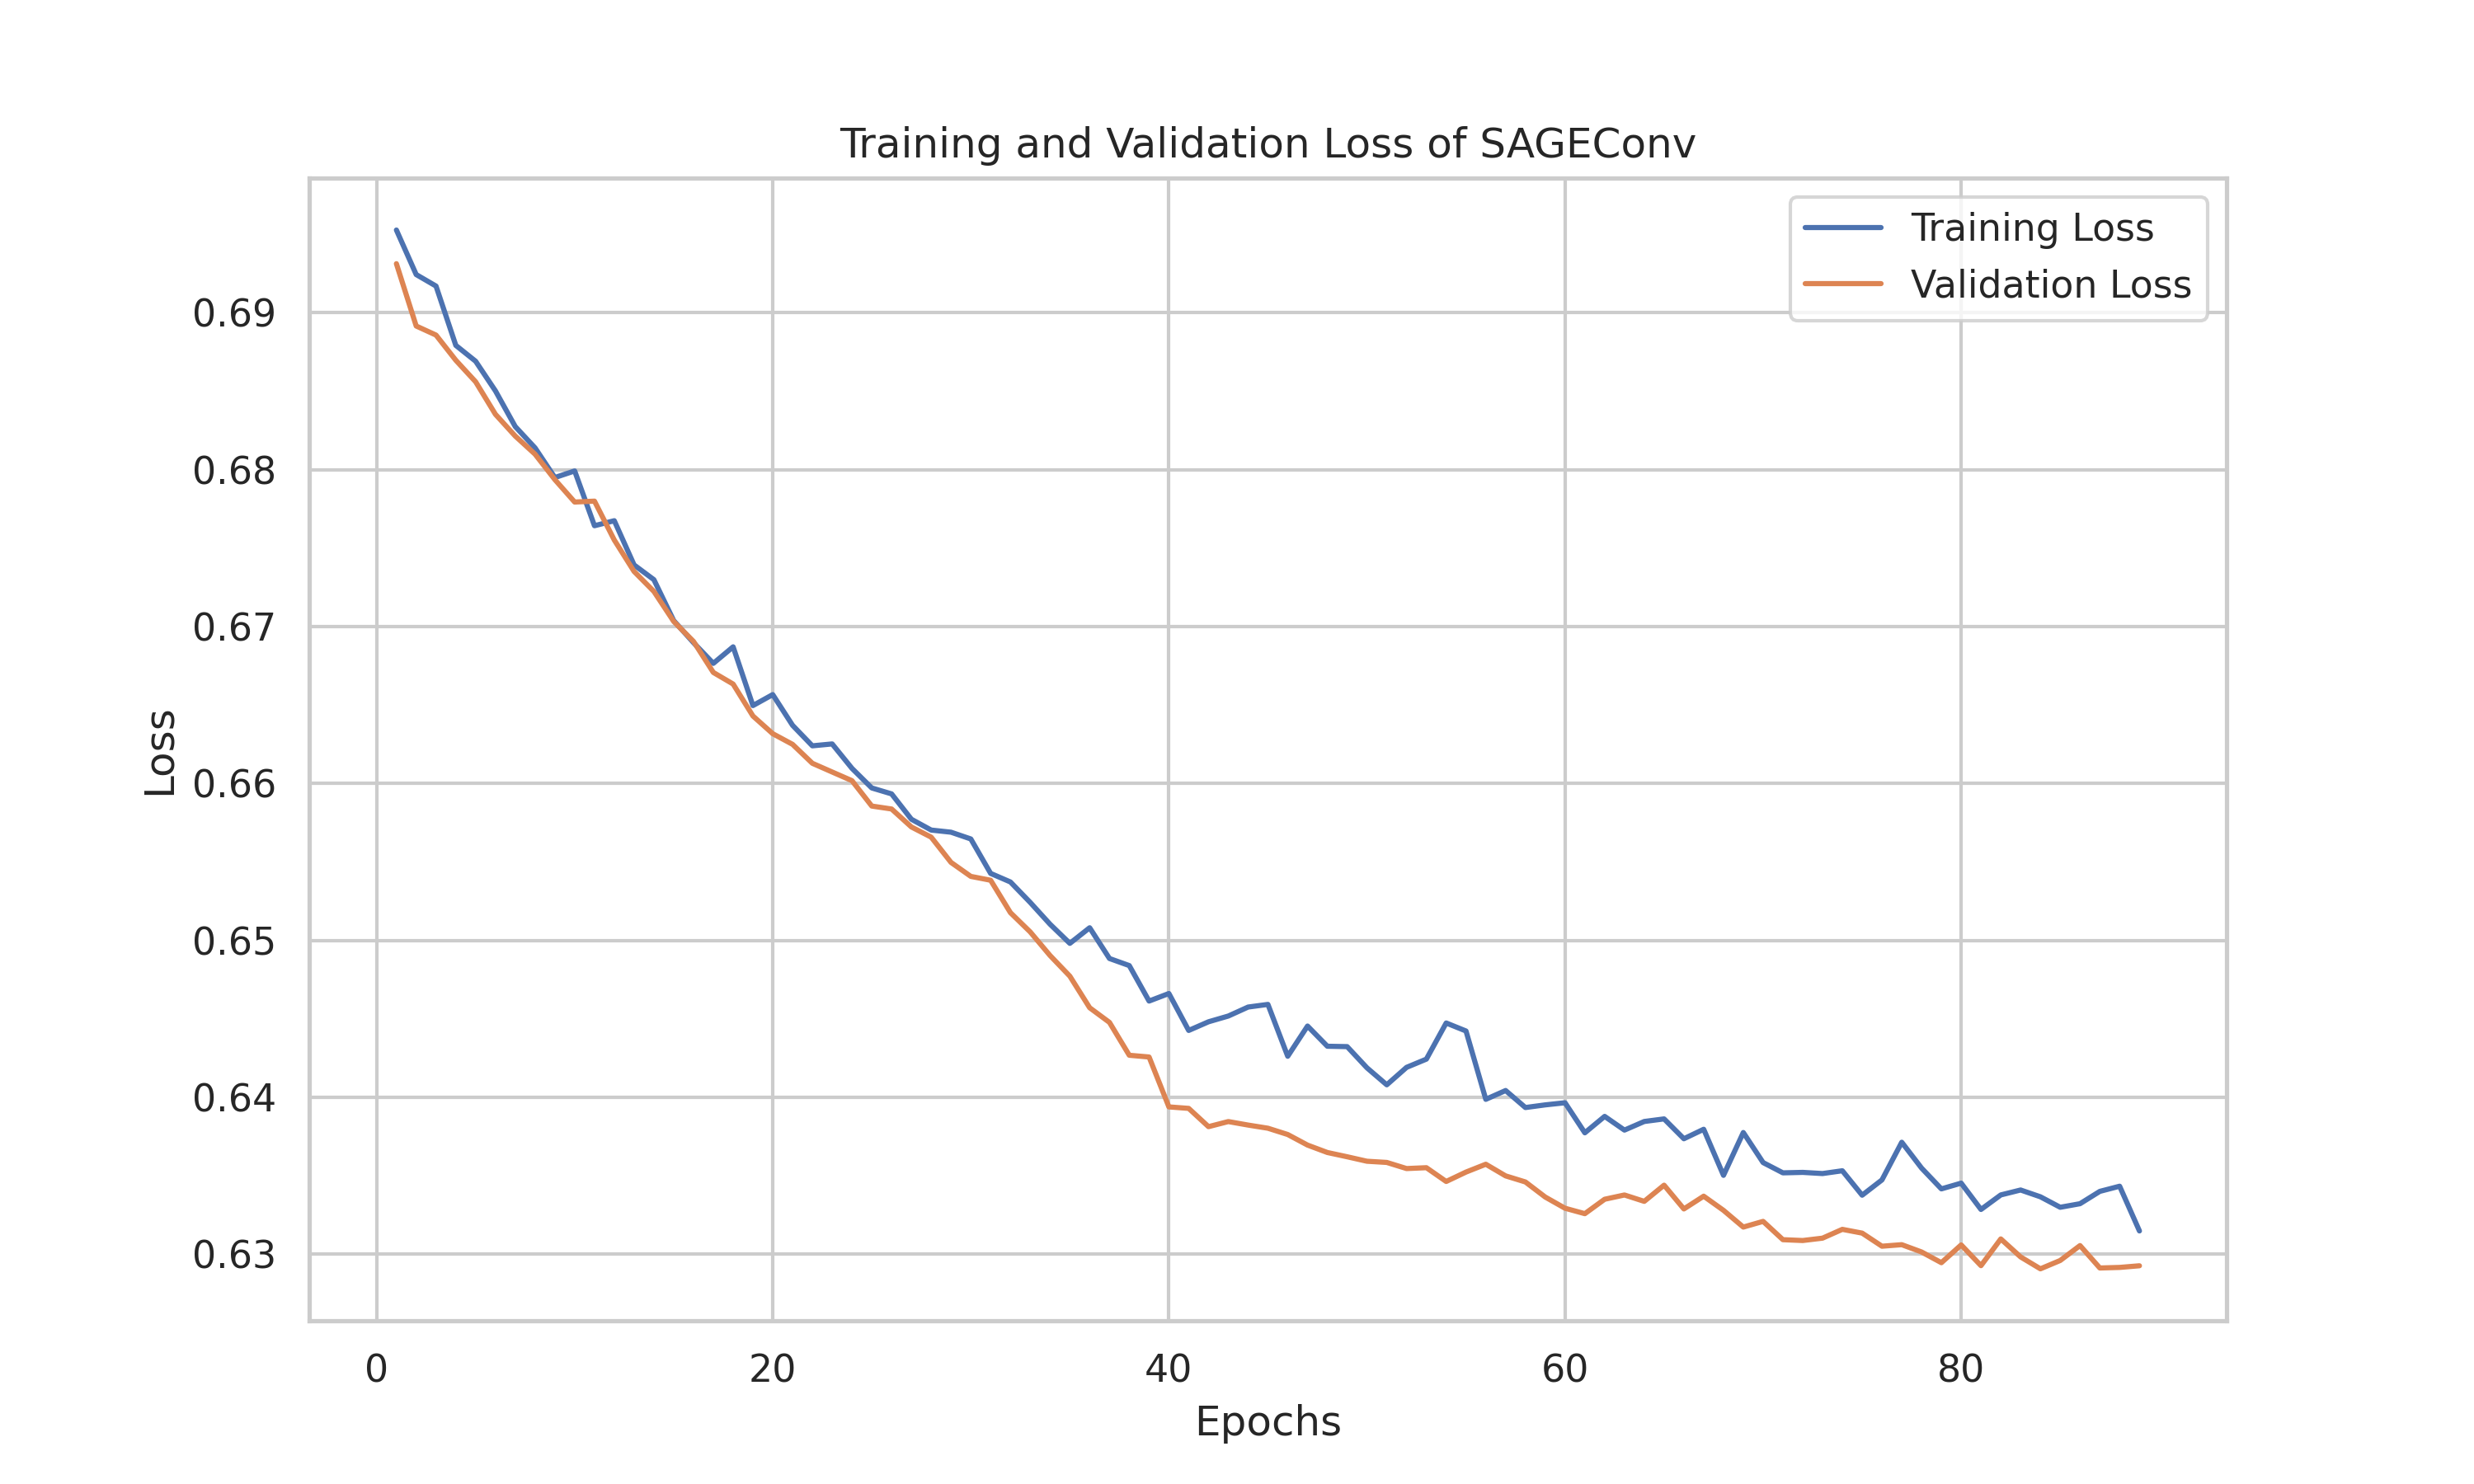 Training and Validation Loss of SAGEConv
Training Loss
Validation Loss
0.69
0.68
0.67
0.66
0.65
0.64
0.63
Loss
0 20 40 60 80
Epochs